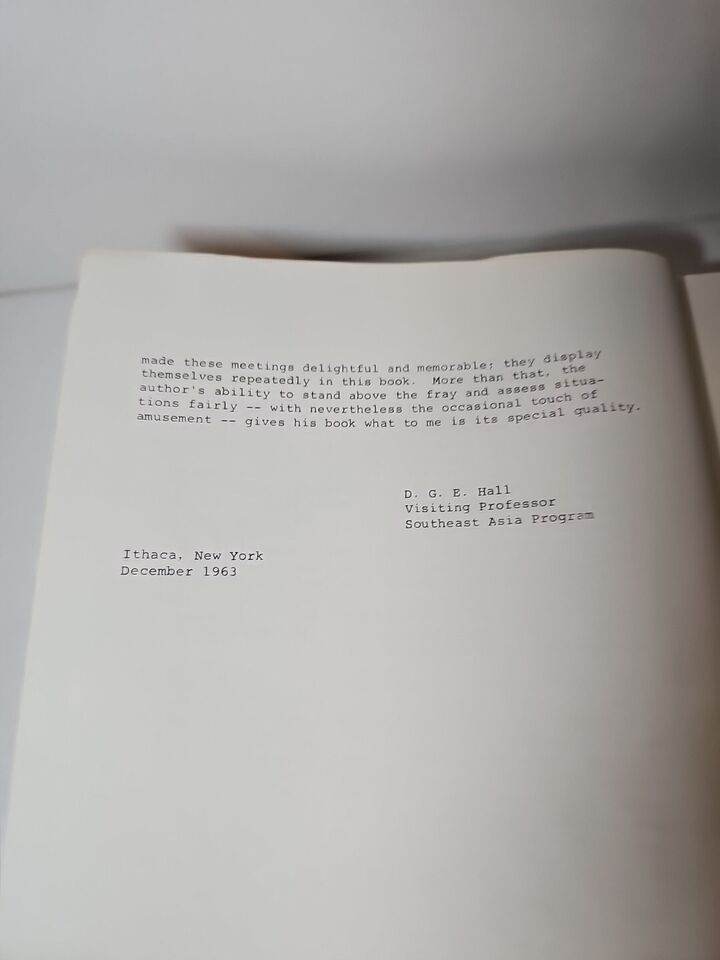 made these meetings delightful and memorable; they display
themselves repeatedly in this book. More than that, the
author's ability to stand above the fray and assess situa-
tions fairly -- with nevertheless the occasional touch of
amusement -- gives his book what to me is its special quality.
D. G. E. Hall
Visiting Professor
Southeast Asia Program
Ithaca, New York
December 1963